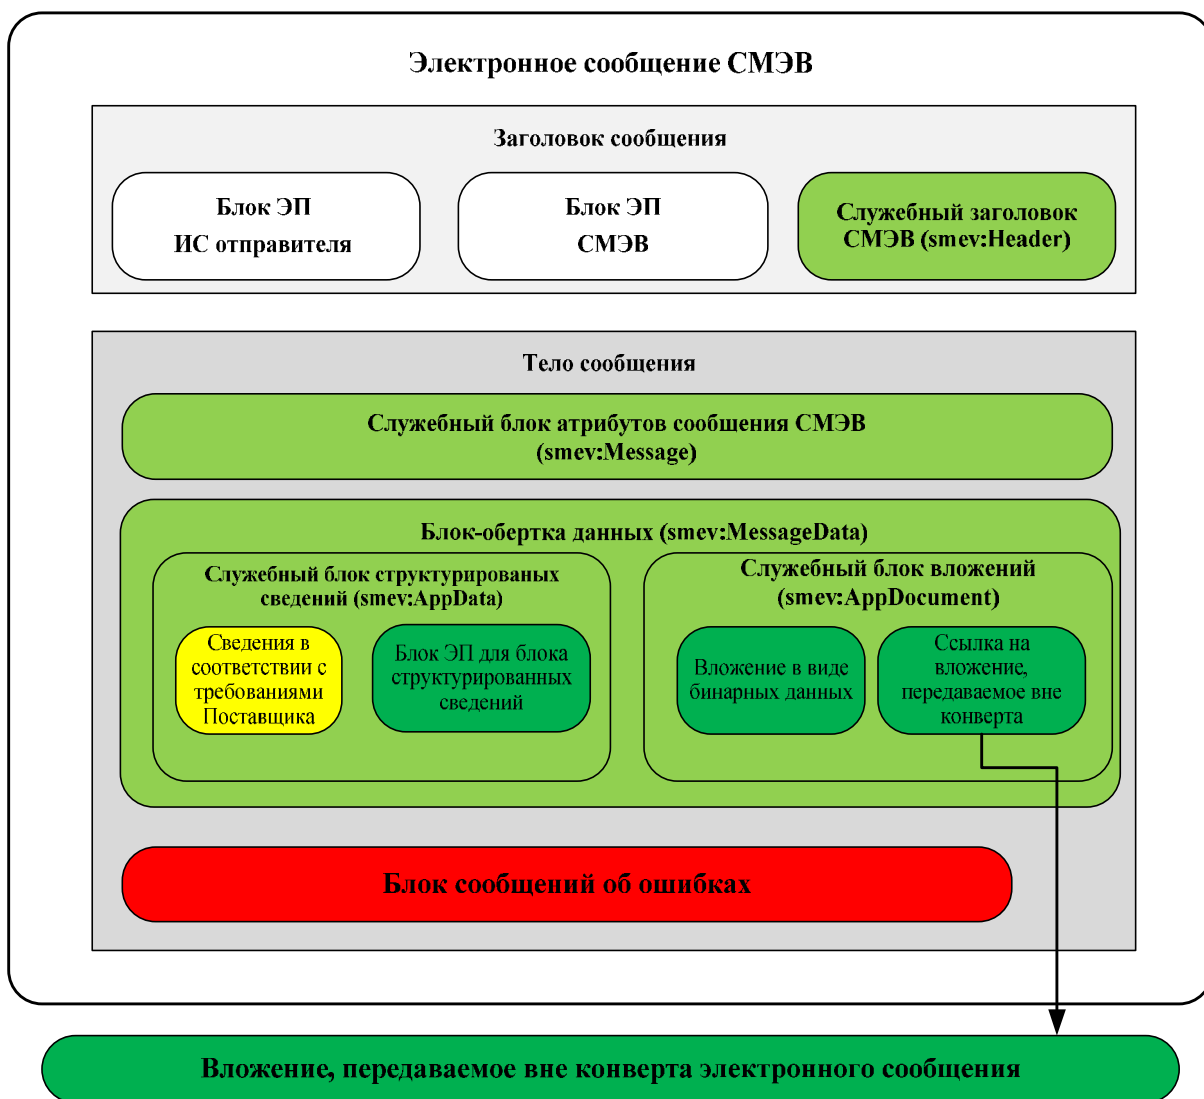 Электронное сообщение СМЭВ
Заголовок сообщения
Блок ЭП
ИС отправителя
Блок ЭП
СМЭВ
Служебный заголовок
СМЭВ (smev:Header)
Тело сообщения
Служебный блок атрибутов сообщения СМЭВ
(smev:Message)
Блок-обертка данных (smev:MessageData)
Служебный блок структурированых
сведений (smev:AppData)
Сведения в
соответствии с
требованиями
Поставщика
Блок ЭП для блока
структурированных
сведений
Служебный блок вложений
(smev:AppDocument)
Вложение в виде
бинарных данных
Ссылка на
вложение,
передаваемое вне
конверта
Блок сообщений об ошибках
Вложение, передаваемое вне конверта электронного сообщения